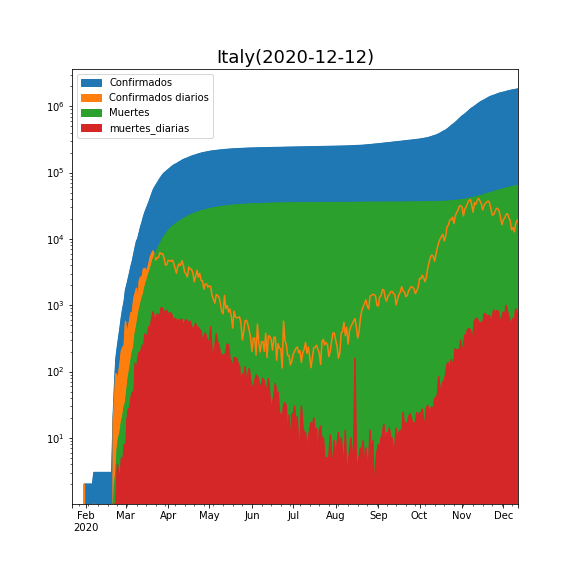 Italy(2020-12-12)
Confirmados
Confirmados diarios
Muertes
muertes_diarias
10⁶
10⁵
10⁴
10³
10²
10¹
Feb Mar Apr May Jun Jul Aug Sep Oct Nov Dec
2020